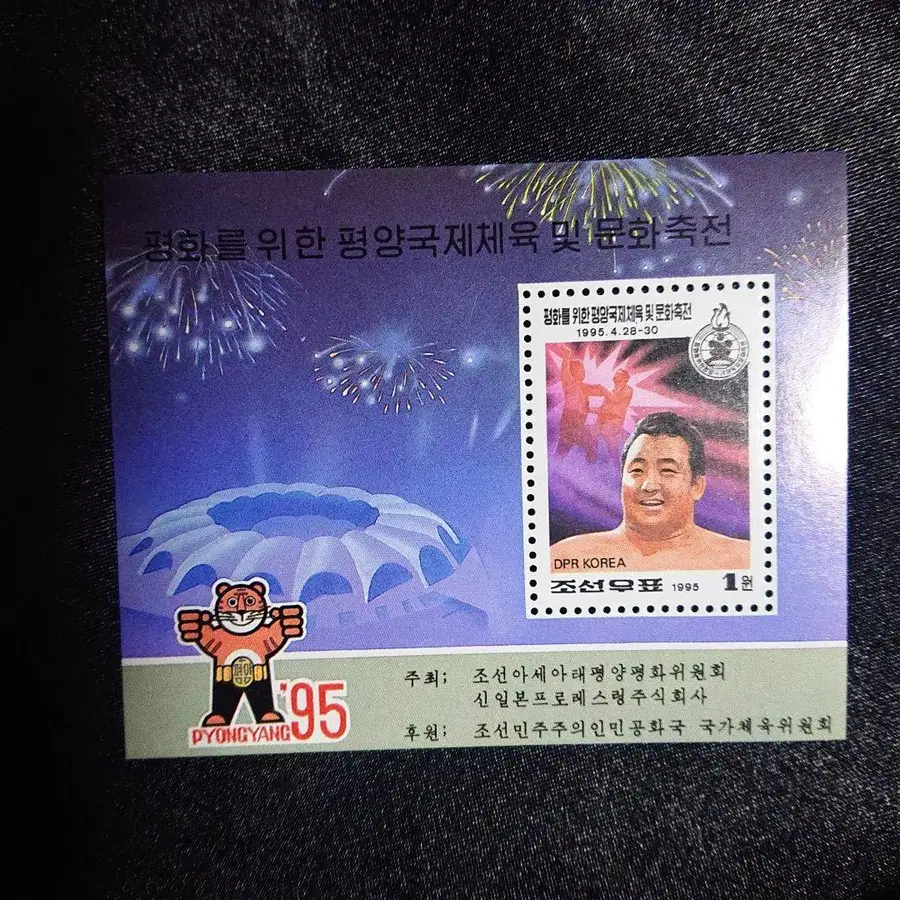 평화를 위한 평양국제체육 및 문화축전
평화를 위한 평양국제체육 및 문화축전
1995.4.28-30
DPR KOREA
조선우표 1995 1원
평양
PYONGYANG '95
주최; 조선아세아태평양평화위원회
신일본프로레스링주식회사
후원; 조선민주주의인민공화국 국가체육위원회